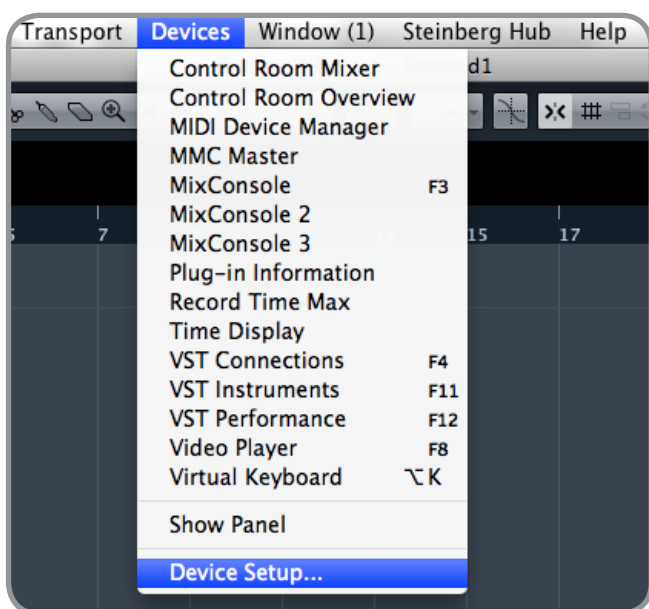 Transport Devices Window (1) Steinberg Hub Help
d1
Control Room Mixer
Control Room Overview
MIDI Device Manager
MMC Master
MixConsole F3
MixConsole 2
7 15 17
MixConsole 3
Plug-in Information
Record Time Max
Time Display
VST Connections F4
VST Instruments F11
VST Performance F12
Video Player F8
Virtual Keyboard ⌥K
Show Panel
Device Setup...